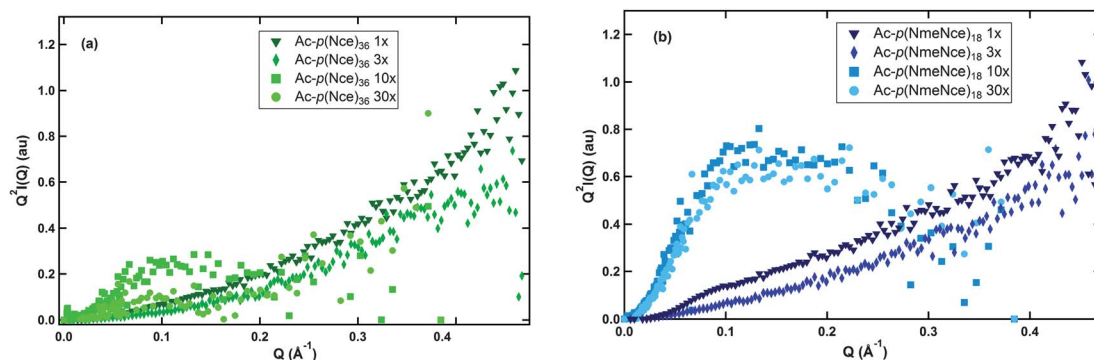 (a)
Ac-p(Nce)36 1x
Ac-p(Nce)36 3x
Ac-p(Nce)36 10x
Ac-p(Nce)36 30x
Q2I(Q) (au)
1.2
1.0
0.8
0.6
0.4
0.2
0.0
0.0 0.1 0.2 0.3 0.4
Q (Å-1)
(b)
Ac-p(NmeNce)18 1x
Ac-p(NmeNce)18 3x
Ac-p(NmeNce)18 10x
Ac-p(NmeNce)18 30x
Q2I(Q) (au)
1.2
1.0
0.8
0.6
0.4
0.2
0.0
0.0 0.1 0.2 0.3 0.4
Q (Å-1)